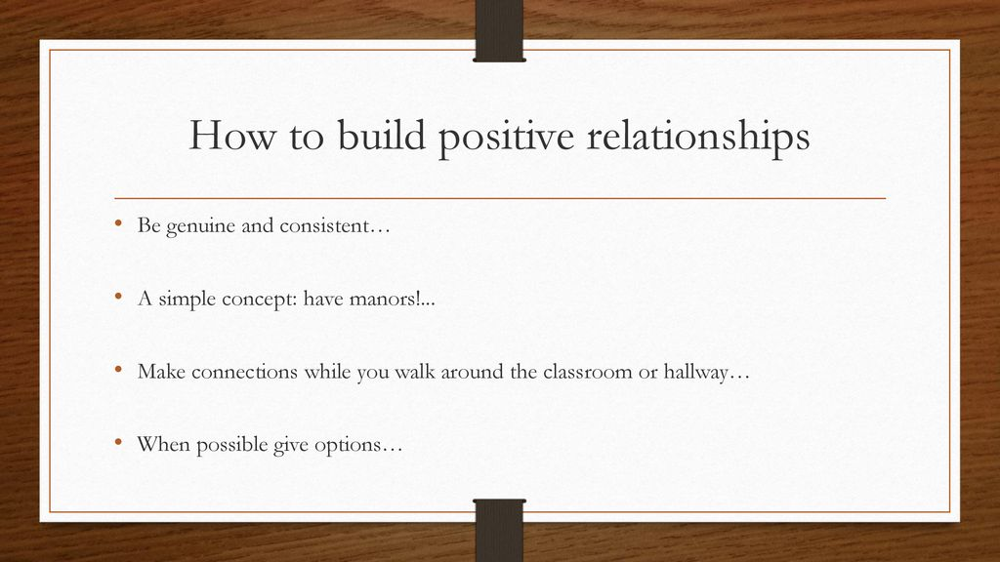 How to build positive relationships
• Be genuine and consistent…
• A simple concept: have manors!...
• Make connections while you walk around the classroom or hallway…
• When possible give options…